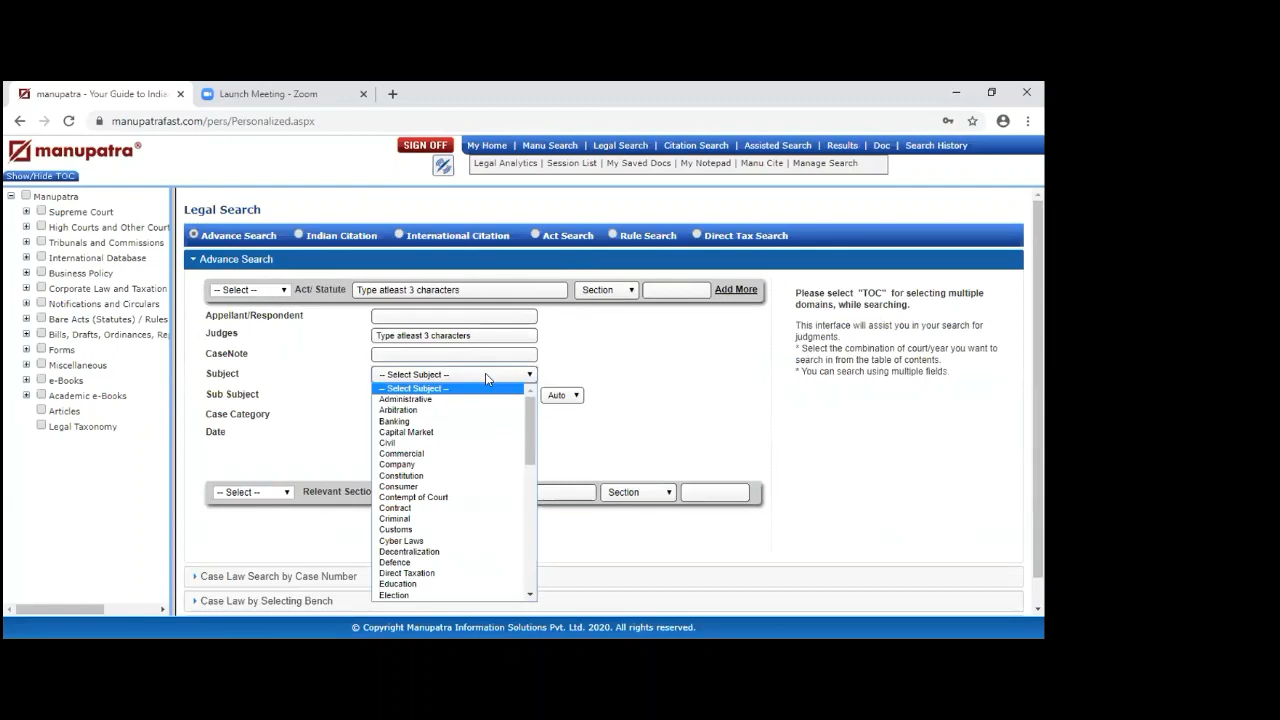 manupatra - Your Guide to India
Launch Meeting - Zoom
manupatrafast.com/pers/Personalized.aspx
manupatra®
SIGN OFF
My Home | Manu Search | Legal Search | Citation Search | Assisted Search | Results | Doc | Search History
Legal Analytics | Session List | My Saved Docs | My Notepad | Manu Cite | Manage Search
Show/Hide TOC
Manupatra
Supreme Court
High Courts and Other Court
Tribunals and Commissions
International Database
Business Policy
Corporate Law and Taxation
Notifications and Circulars
Bare Acts (Statutes) / Rules
Bills, Drafts, Ordinances, Re
Forms
Miscellaneous
e-Books
Academic e-Books
Articles
Legal Taxonomy
Legal Search
Advance Search Indian Citation International Citation Act Search Rule Search Direct Tax Search
Advance Search
-- Select -- Act/ Statute Type atleast 3 characters Section Add More
Appellant/Respondent
Judges Type atleast 3 characters
CaseNote
Subject -- Select Subject --
Sub Subject Auto
Case Category
Date
-- Select Subject --
Administrative
Arbitration
Banking
Capital Market
Civil
Commercial
Company
Constitution
Consumer
Contempt of Court
Contract
Criminal
Customs
Cyber Laws
Decentralization
Defence
Direct Taxation
Education
Election
-- Select -- Relevant Sectio Section
Please select "TOC" for selecting multiple
domains, while searching.
This interface will assist you in your search for
judgments.
* Select the combination of court/year you want to
search in from the table of contents.
* You can search using multiple fields.
Case Law Search by Case Number
Case Law by Selecting Bench
© Copyright Manupatra Information Solutions Pvt. Ltd. 2020. All rights reserved.